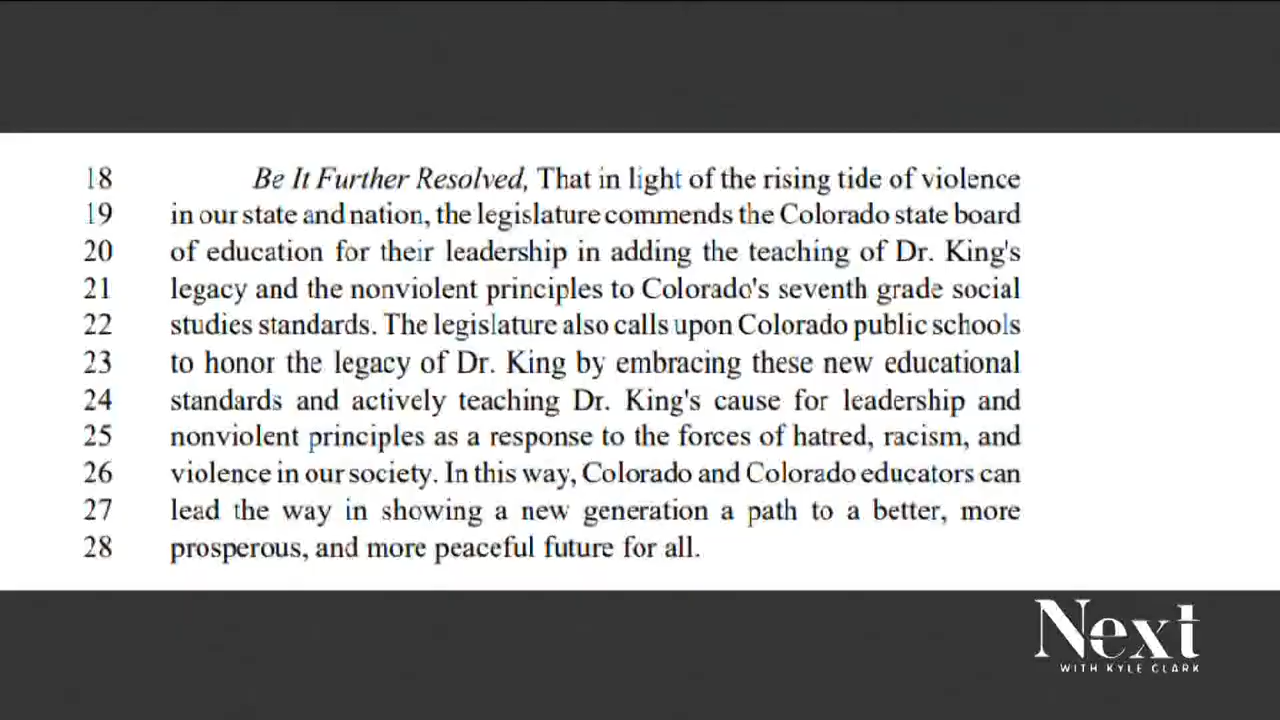 18 Be It Further Resolved, That in light of the rising tide of violence
19 in our state and nation, the legislature commends the Colorado state board
20 of education for their leadership in adding the teaching of Dr. King's
21 legacy and the nonviolent principles to Colorado's seventh grade social
22 studies standards. The legislature also calls upon Colorado public schools
23 to honor the legacy of Dr. King by embracing these new educational
24 standards and actively teaching Dr. King's cause for leadership and
25 nonviolent principles as a response to the forces of hatred, racism, and
26 violence in our society. In this way, Colorado and Colorado educators can
27 lead the way in showing a new generation a path to a better, more
28 prosperous, and more peaceful future for all.
Next
WITH KYLE CLARK